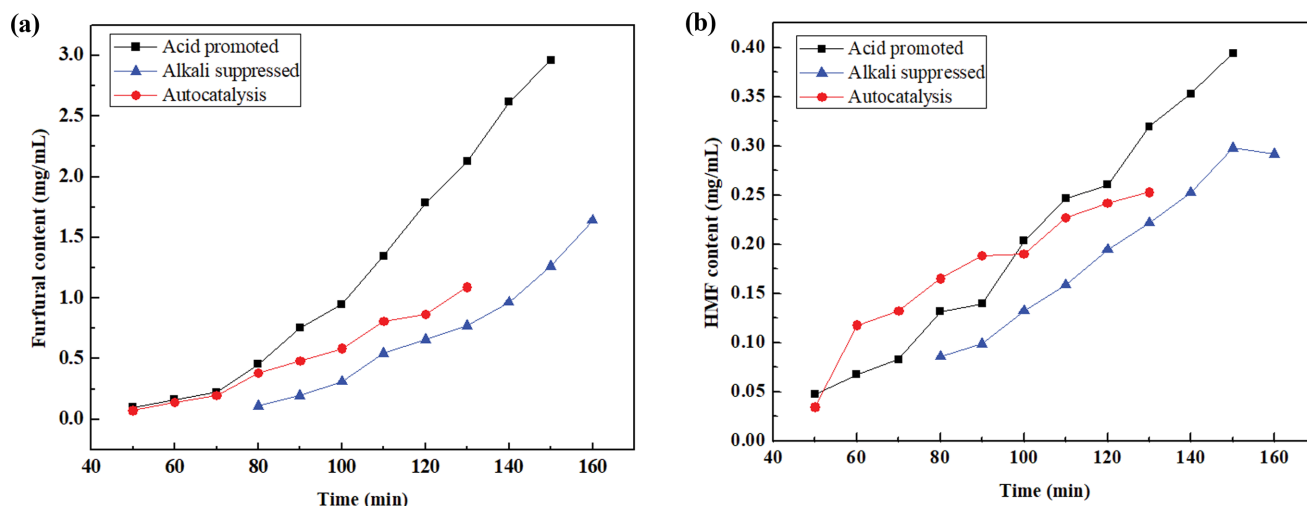 (a)
Acid promoted
Alkali suppressed
Autocatalysis
Furfural content (mg/mL)
3.0
2.5
2.0
1.5
1.0
0.5
0.0
40 60 80 100 120 140 160
Time (min)
(b)
Acid promoted
Alkali suppressed
Autocatalysis
HMF content (mg/mL)
0.40
0.35
0.30
0.25
0.20
0.15
0.10
0.05
0.00
40 60 80 100 120 140 160
Time (min)